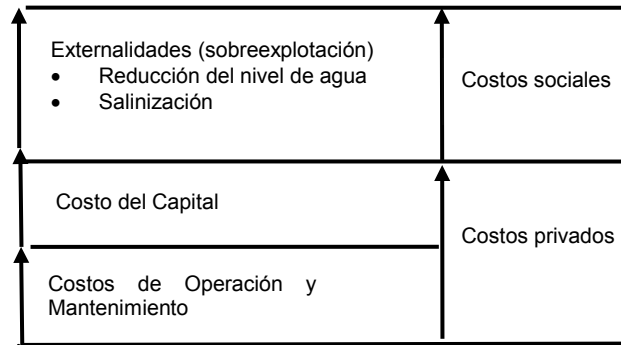 Externalidades (sobreexplotación)
• Reducción del nivel de agua
• Salinización
Costos sociales
Costo del Capital
Costos privados
Costos de Operación y
Mantenimiento